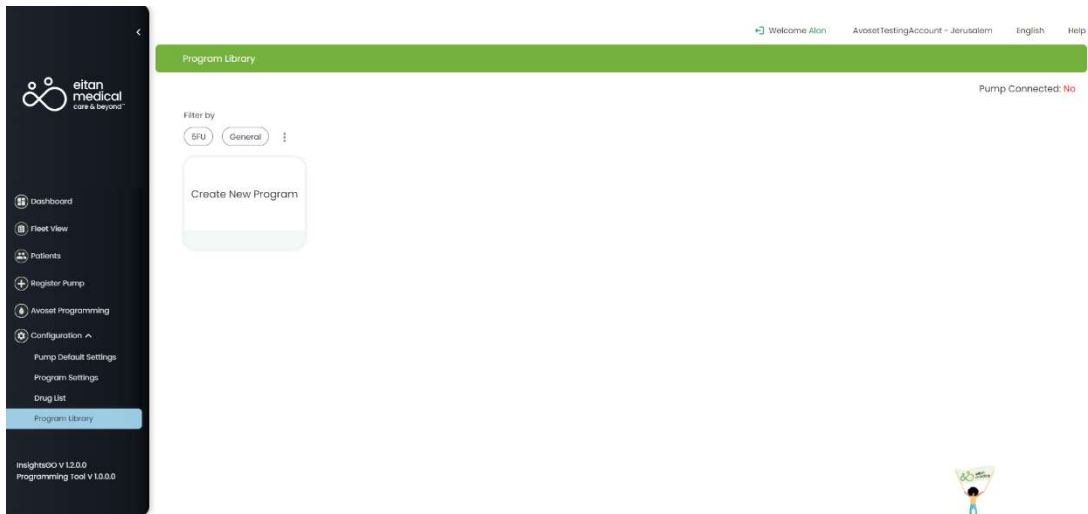 Welcome Alon AvosetTestingAccount - Jerusalem English Help
Program Library
Pump Connected: No
eitan
medical
care & beyond™
Filter by
5FU General
Create New Program
Dashboard
Fleet View
Patients
Register Pump
Avoset Programming
Configuration
Pump Default Settings
Program Settings
Drug List
Program Library
InsightsGO V 1.2.0.0
Programming Tool V 1.0.0.0